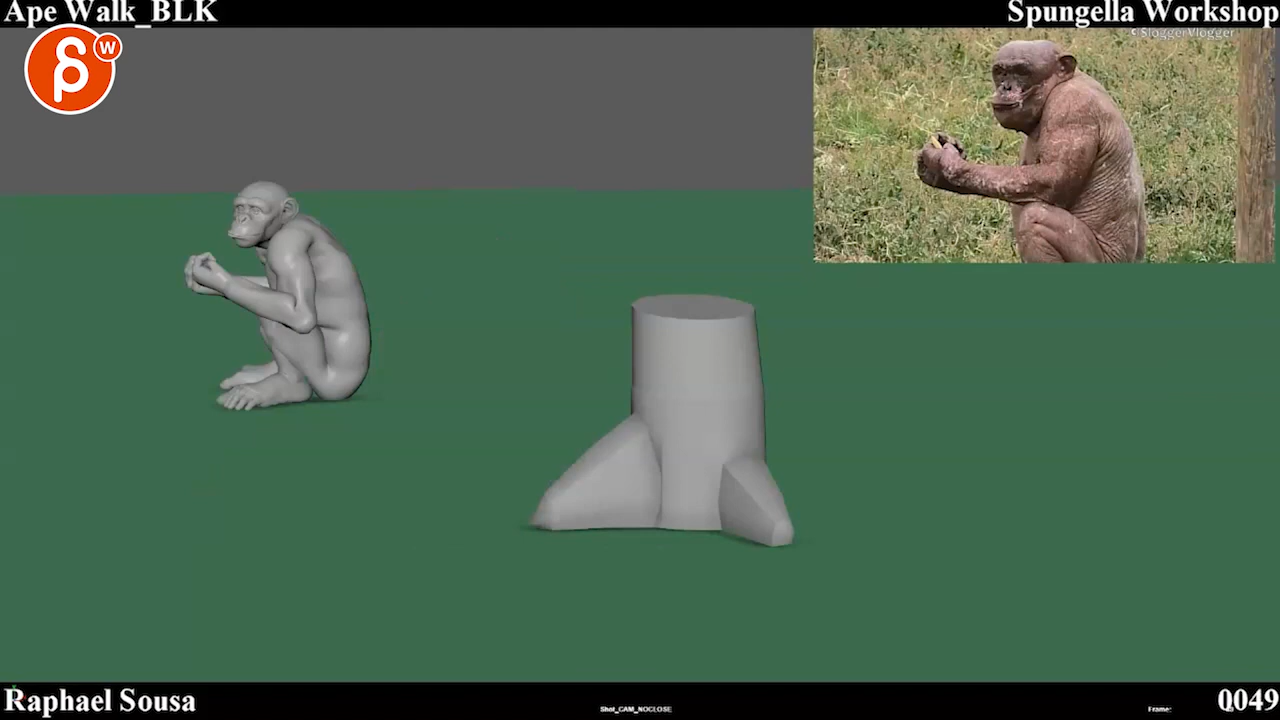 Ape Walk_BLK
Spungella Workshop
© SloggerVlogger
W
Raphael Sousa
Shot_CAM_NOCLOSE
Frame:
0049